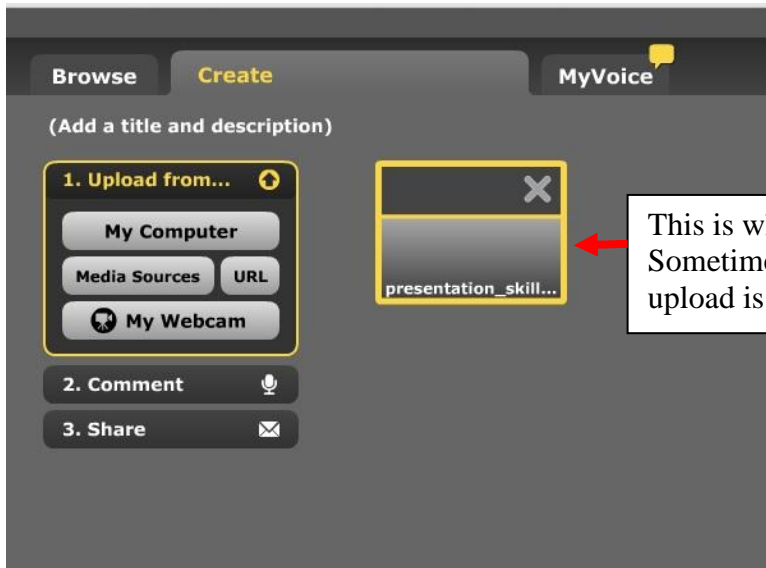 Browse Create MyVoice
(Add a title and description)
1. Upload from...
My Computer
Media Sources URL
My Webcam
2. Comment
3. Share
presentation_skill...
This is
upload is